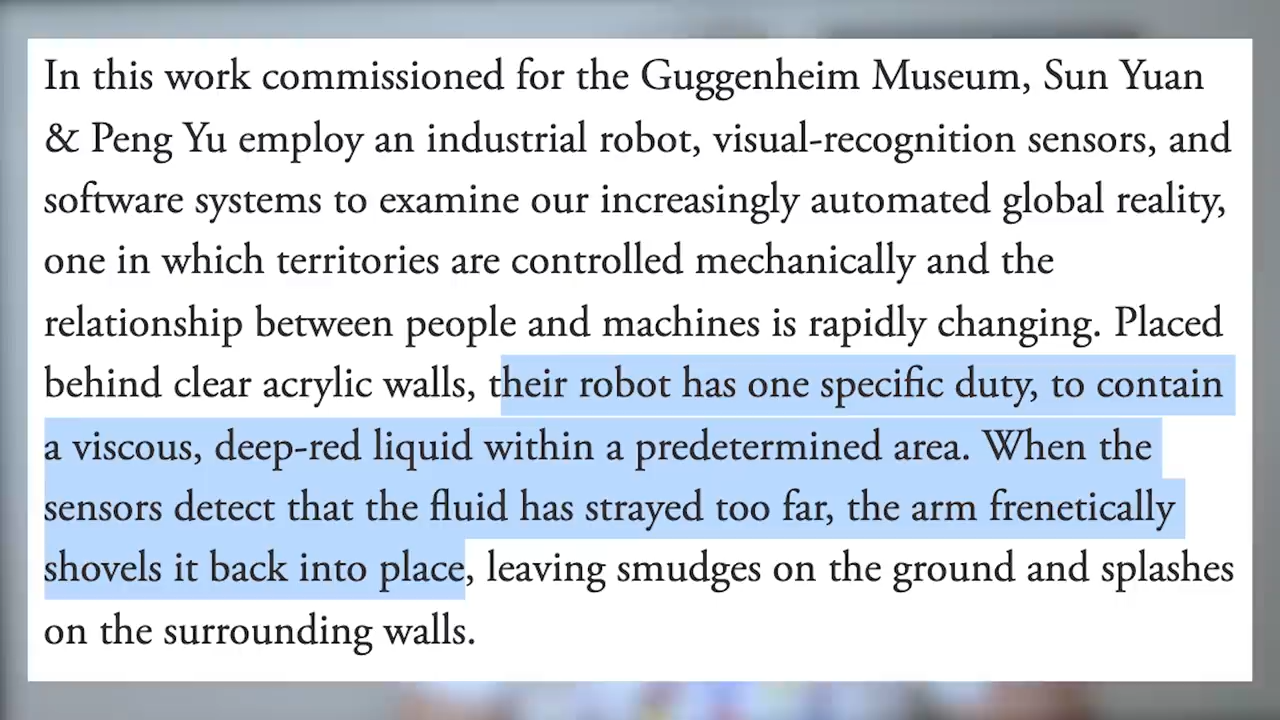 In this work commissioned for the Guggenheim Museum, Sun Yuan
& Peng Yu employ an industrial robot, visual-recognition sensors, and
software systems to examine our increasingly automated global reality,
one in which territories are controlled mechanically and the
relationship between people and machines is rapidly changing. Placed
behind clear acrylic walls, their robot has one specific duty, to contain
a viscous, deep-red liquid within a predetermined area. When the
sensors detect that the fluid has strayed too far, the arm frenetically
shovels it back into place, leaving smudges on the ground and splashes
on the surrounding walls.